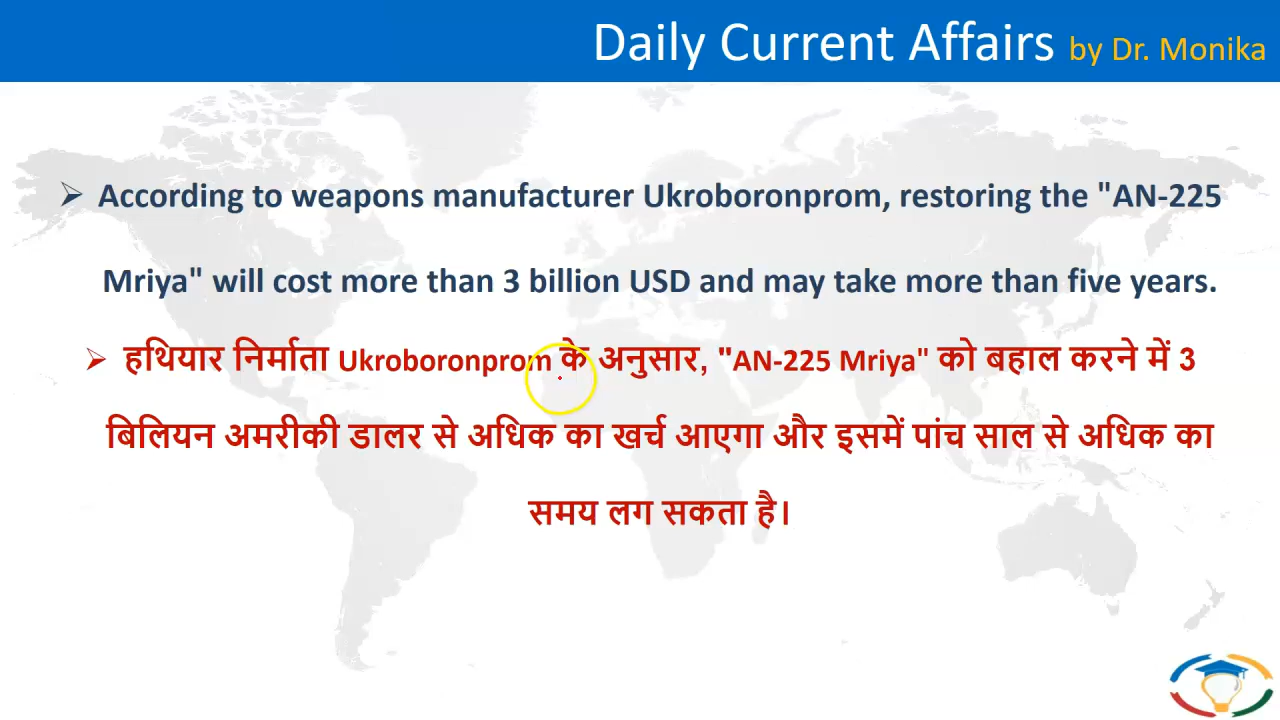 Daily Current Affairs by Dr. Monika
➢ According to weapons manufacturer Ukroboronprom, restoring the "AN-225
Mriya" will cost more than 3 billion USD and may take more than five years.
➢ हथियार निर्माता Ukroboronprom के अनुसार, "AN-225 Mriya" को बहाल करने में 3
बिलियन अमरीकी डालर से अधिक का खर्च आएगा और इसमें पांच साल से अधिक का
समय लग सकता है।